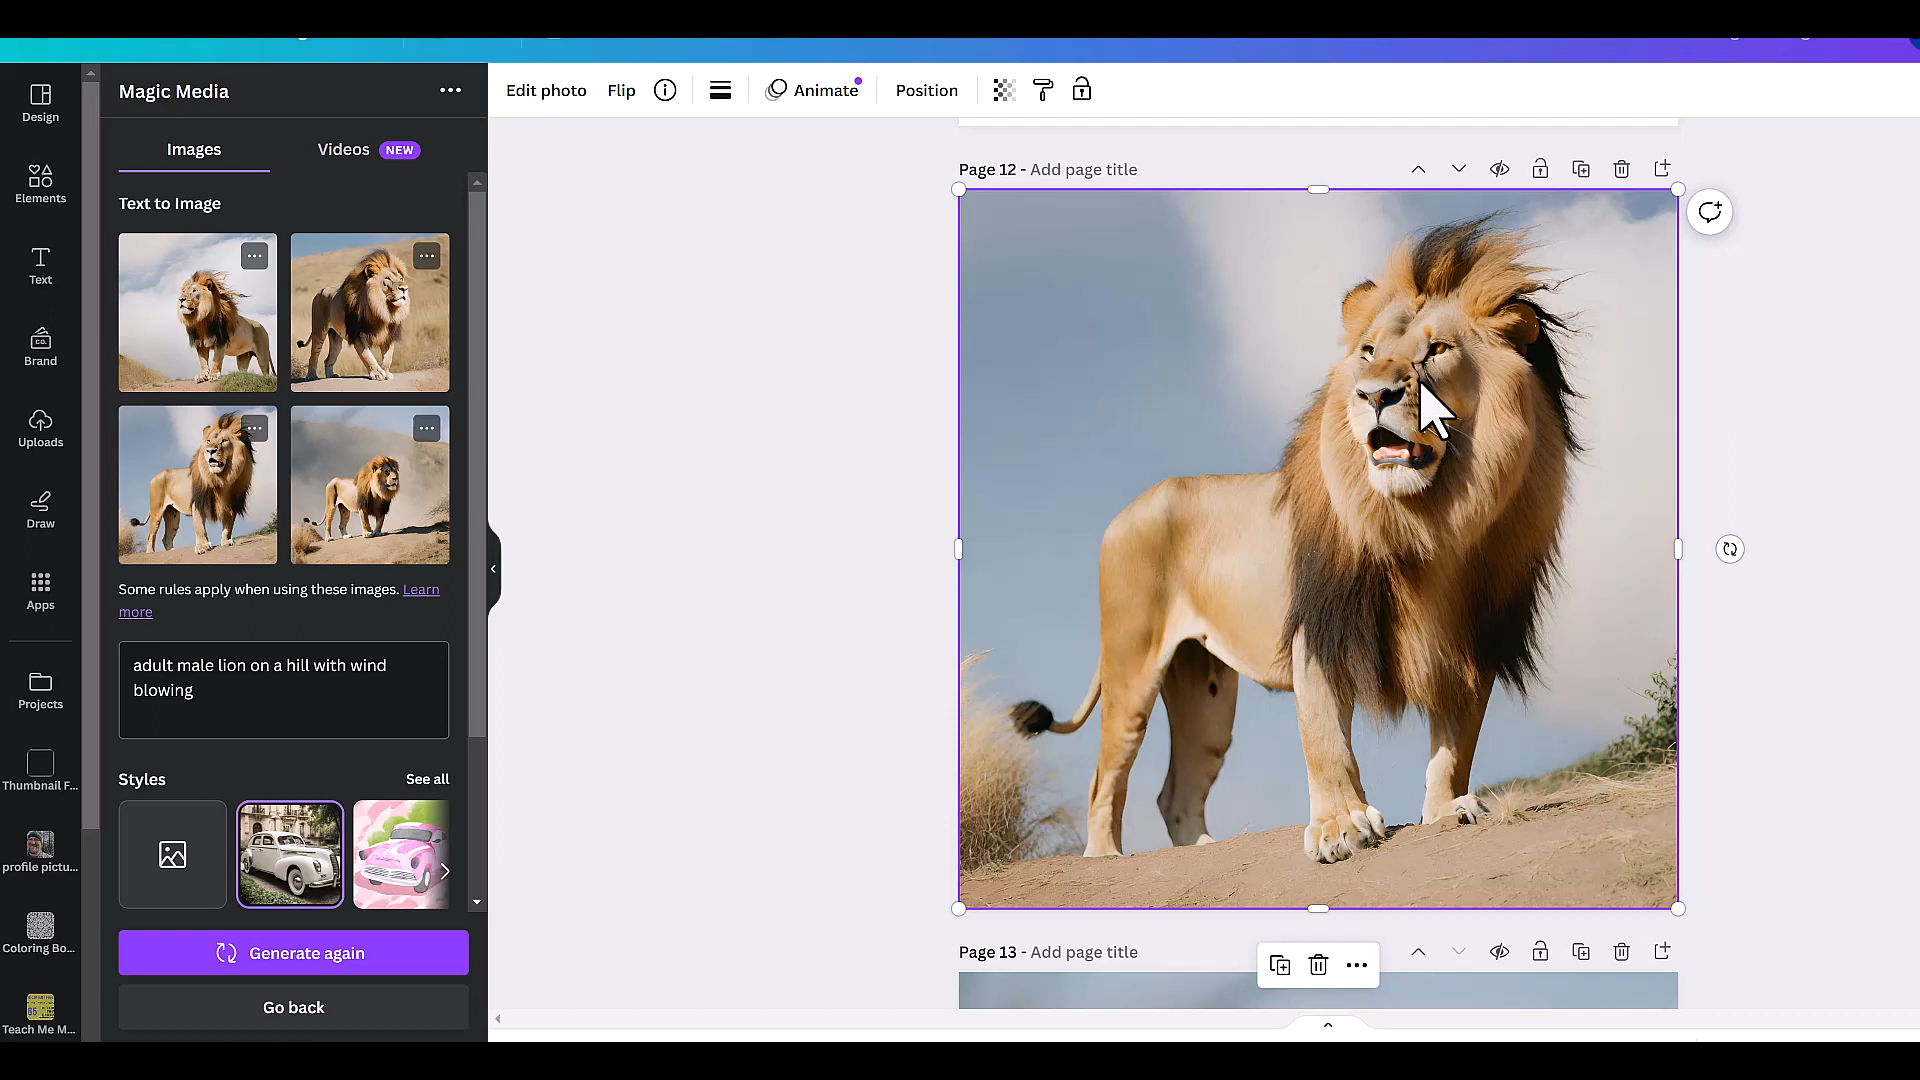 Design
Elements
Text
Brand
Uploads
Draw
Apps
Projects
Thumbnail F...
profile pictu...
Coloring Bo...
Teach Me M...
Magic Media
Images
Videos NEW
Text to Image
Some rules apply when using these images. Learn
more
adult male lion on a hill with wind
blowing
Styles See all
Generate again
Go back
Edit photo Flip Animate Position
Page 12 - Add page title
Page 13 - Add page title